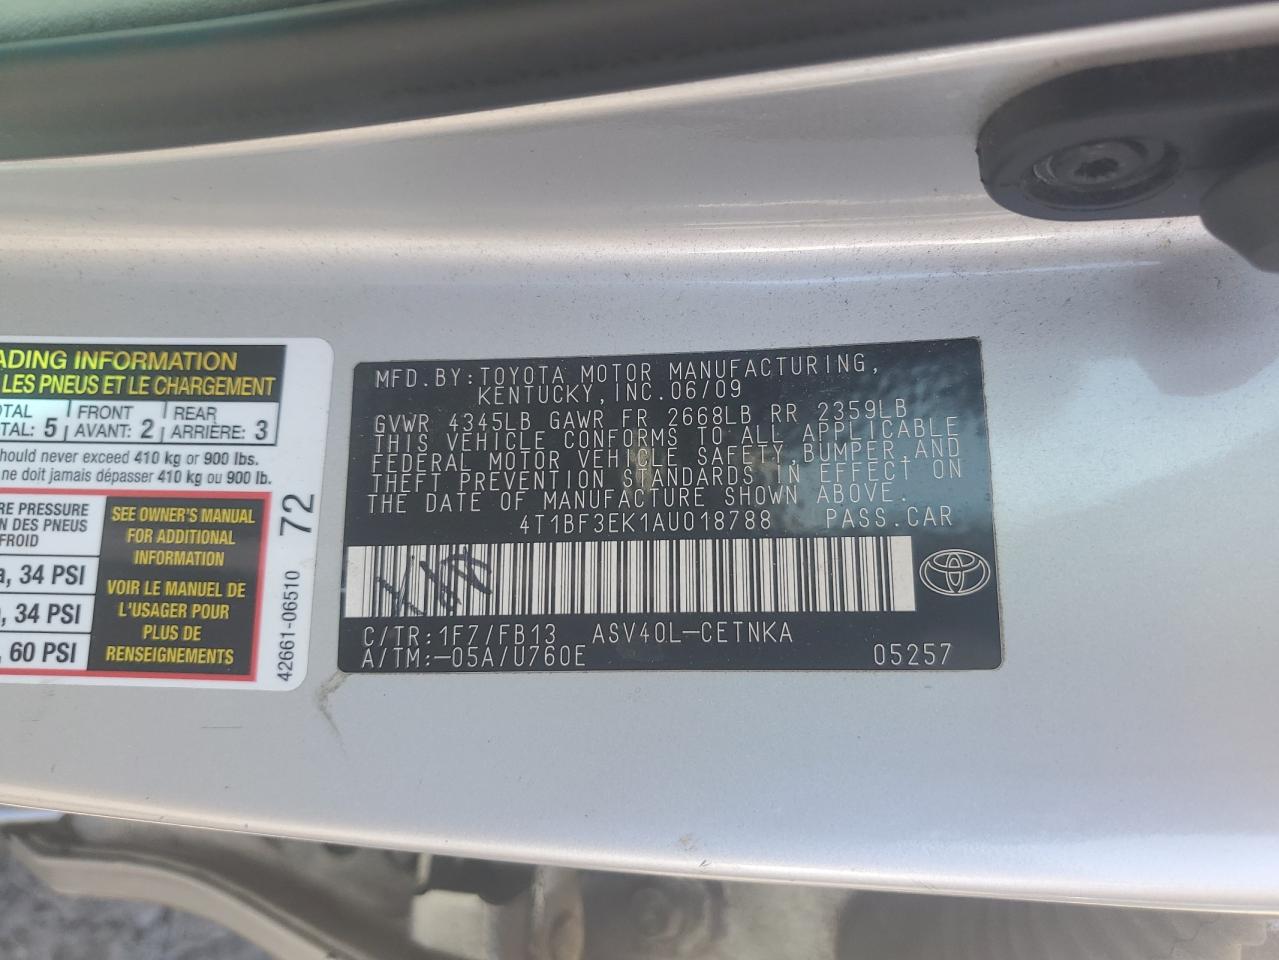 ADING INFORMATION
LES PNEUS ET LE CHARGEMENT
OTAL
TAL: 5
FRONT
AVANT: 2
REAR
ARRIÈRE: 3
hould never exceed 410 kg or 900 lbs.
ne doit jamais dépasser 410 kg ou 900 lb.
RE PRESSURE
N DES PNEUS
FROID
a, 34 PSI
, 34 PSI
, 60 PSI
SEE OWNER'S MANUAL
FOR ADDITIONAL
INFORMATION
VOIR LE MANUEL DE
L'USAGER POUR
PLUS DE
RENSEIGNEMENTS
42661-06510 72
MFD.BY:TOYOTA MOTOR MANUFACTURING,
KENTUCKY,INC.06/09
GVWR 4345LB GAWR FR 2668LB RR 2359LB
THIS VEHICLE CONFORMS TO ALL APPLICABLE
FEDERAL MOTOR VEHICLE SAFETY,BUMPER,AND
THEFT PREVENTION STANDARDS IN EFFECT ON
THE DATE OF MANUFACTURE SHOWN ABOVE.
4T1BF3EK1AU018788 PASS.CAR
C/TR:1F7/FB13 ASV40L-CETNKA
A/TM:-05A/U760E 05257